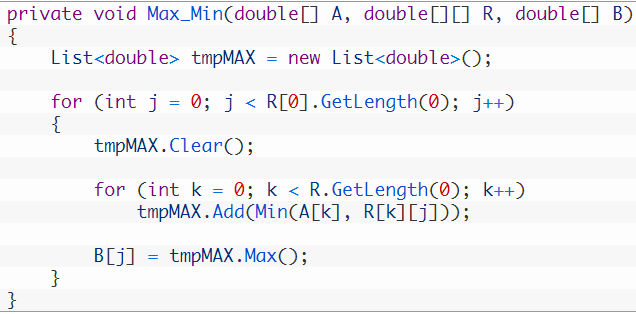 private void Max_Min(double[] A, double[][] R, double[] B)
{
    List<double> tmpMAX = new List<double>();

    for (int j = 0; j < R[0].GetLength(0); j++)
    {
        tmpMAX.Clear();

        for (int k = 0; k < R.GetLength(0); k++)
            tmpMAX.Add(Min(A[k], R[k][j]));

        B[j] = tmpMAX.Max();
    }
}